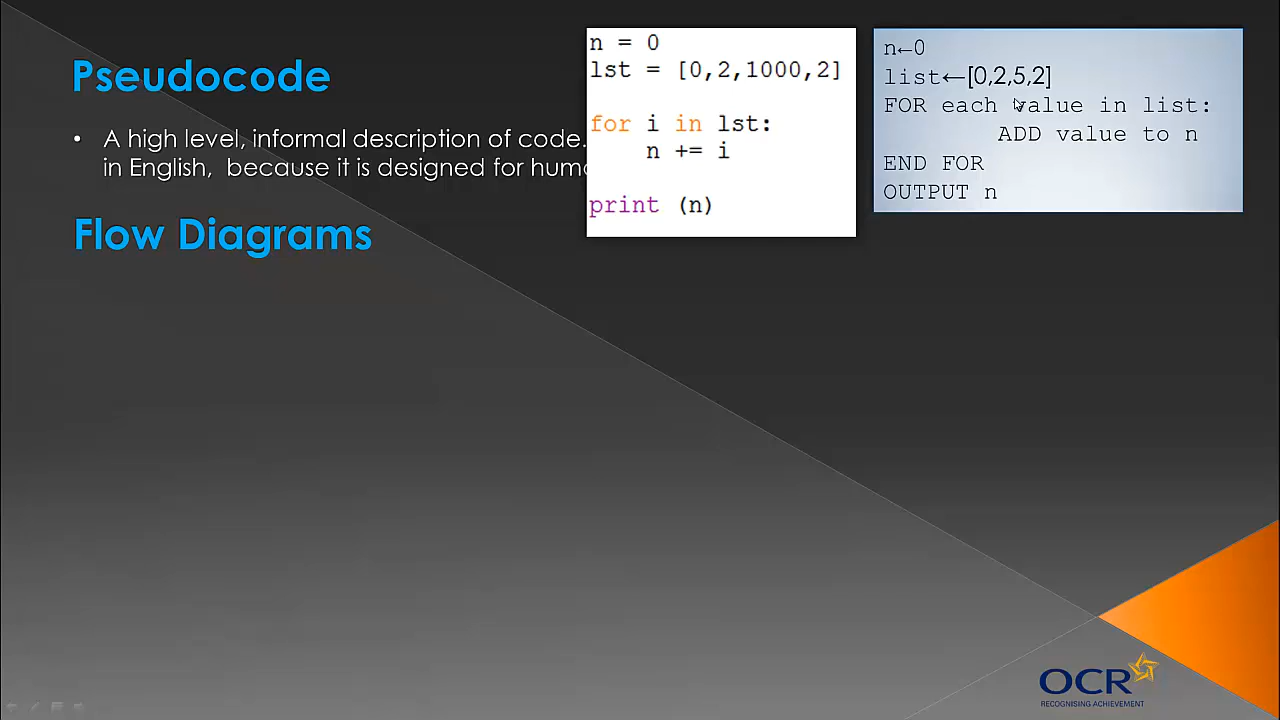 Pseudocode
• A high level, informal description of code.
in English, because it is designed for
Flow Diagrams
n = 0
lst = [0,2,1000,2]
for i in lst:
n += i
print (n)
n←0
list←[0,2,5,2]
FOR each value in list:
ADD value to n
END FOR
OUTPUT n
OCR
RECOGNISING ACHIEVEMENT